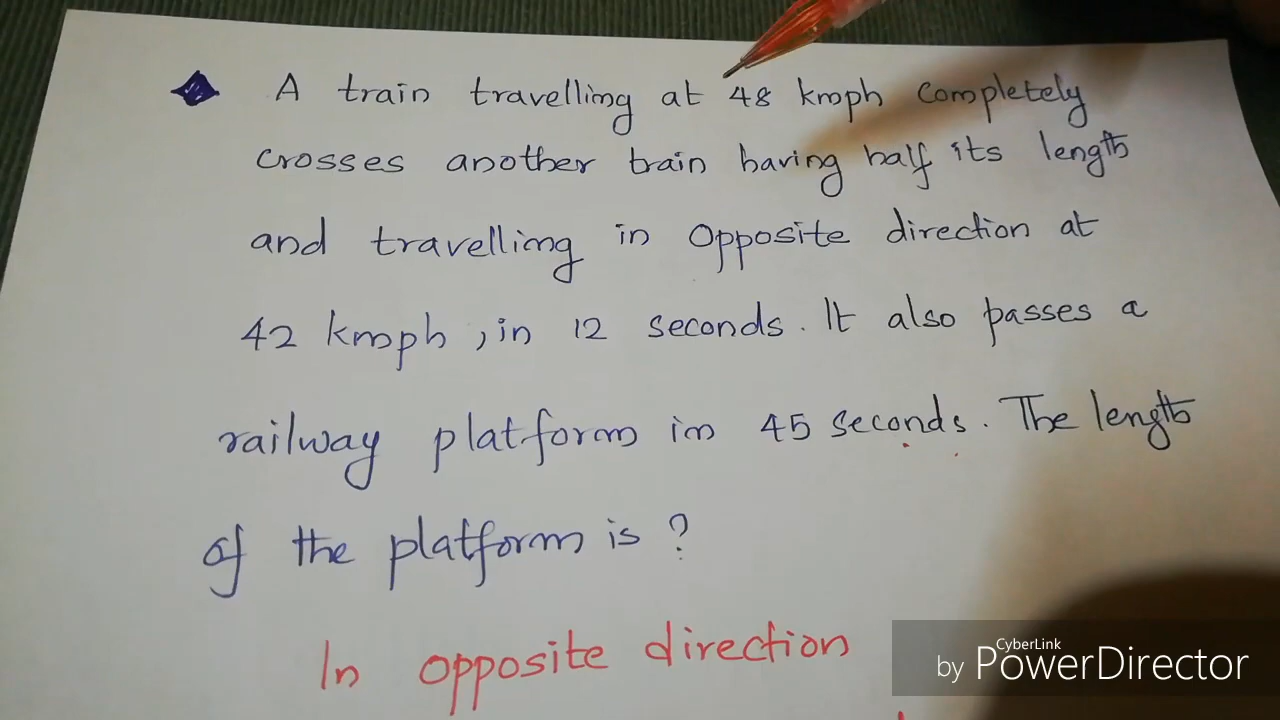 A train travelling at 48 kmph completely
crosses another train having half its length
and travelling in opposite direction at
42 kmph, in 12 seconds. It also passes a
railway platform in 45 seconds. The length
of the platform is ?
In opposite direction
CyberLink
by PowerDirector